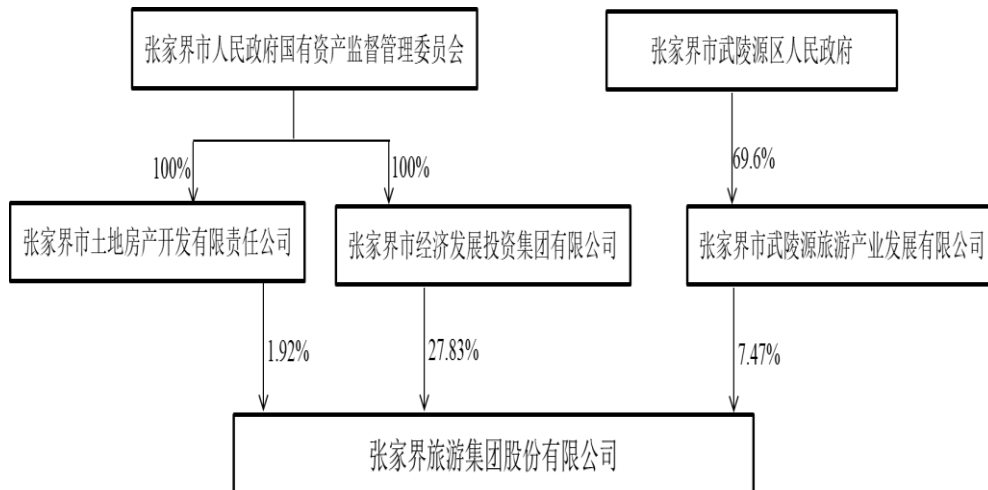 张家界市人民政府国有资产监督管理委员会
张家界市武陵源区人民政府
100%
100%
69.6%
张家界市土地房产开发有限责任公司
张家界市经济发展投资集团有限公司
张家界市武陵源旅游产业发展有限公司
1.92%
27.83%
7.47%
张家界旅游集团股份有限公司